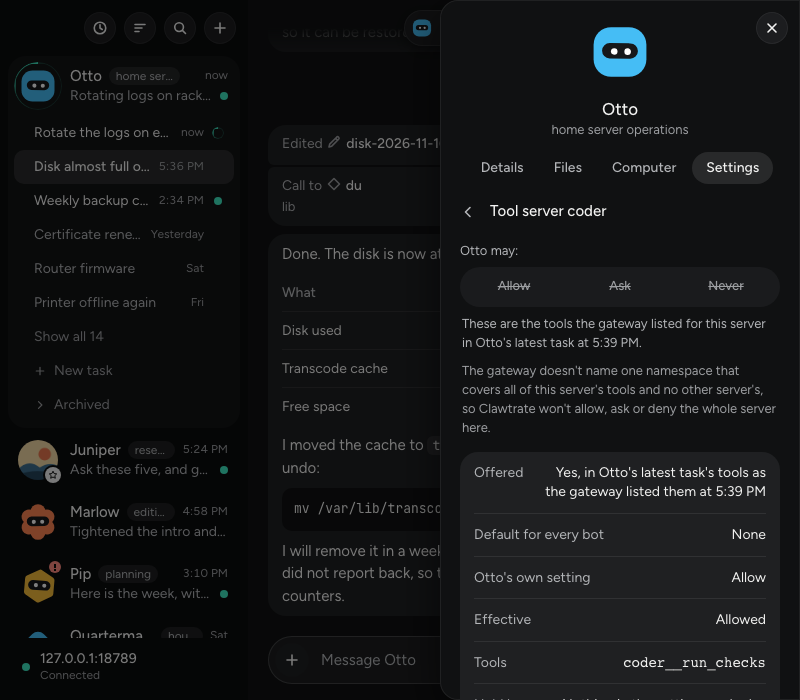 Otto home ser... now
Rotating logs on rack...
Rotate the logs on e... now
Disk almost full o... 5:36 PM
Weekly backup c... 2:34 PM
Certificate rene... Yesterday
Router firmware Sat
Printer offline again Fri
Show all 14
+ New task
Archived
Juniper rese... 5:24 PM
Ask these five, and g...
Marlow editi... 4:58 PM
Tightened the intro and...
Pip planning 3:10 PM
Here is the week, wit...
Quarterma hou... Sat
127.0.0.1:18789
Connected
so it can be restor
Edited disk-2026-11-1
Call to du
lib
Done. The disk is now at
What
Disk used
Transcode cache
Free space
I moved the cache to
undo:
mv /var/lib/transco
I will remove it in a week
did not report back, so t
counters.
Message Otto
Otto
home server operations
Details Files Computer Settings
Tool server coder
Otto may:
Allow Ask Never
These are the tools the gateway listed for this server
in Otto's latest task at 5:39 PM.
The gateway doesn't name one namespace that
covers all of this server's tools and no other server's,
so Clawtrate won't allow, ask or deny the whole server
here.
Offered Yes, in Otto's latest task's tools as
the gateway listed them at 5:39 PM
Default for every bot None
Otto's own setting Allow
Effective Allowed
Tools coder__run_checks